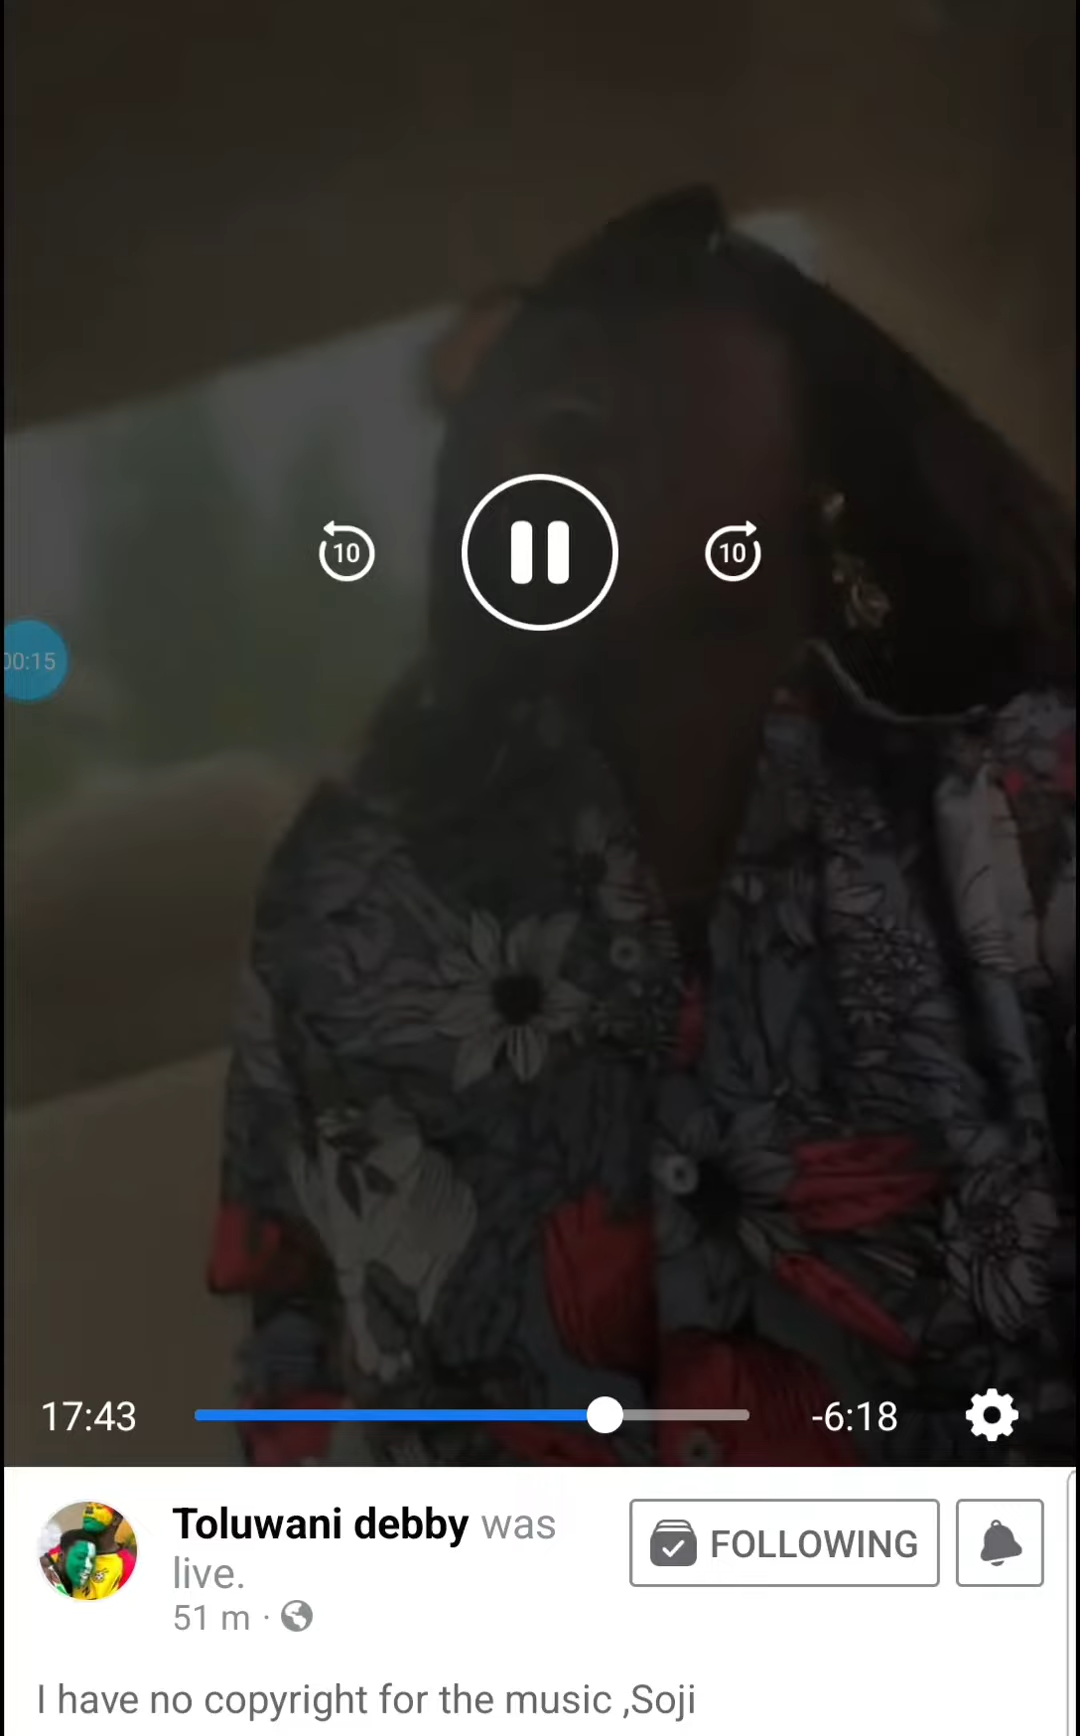 10
10
00:15
17:43
-6:18
Toluwani debby was
live.
FOLLOWING
51 m ·
I have no copyright for the music ,Soji